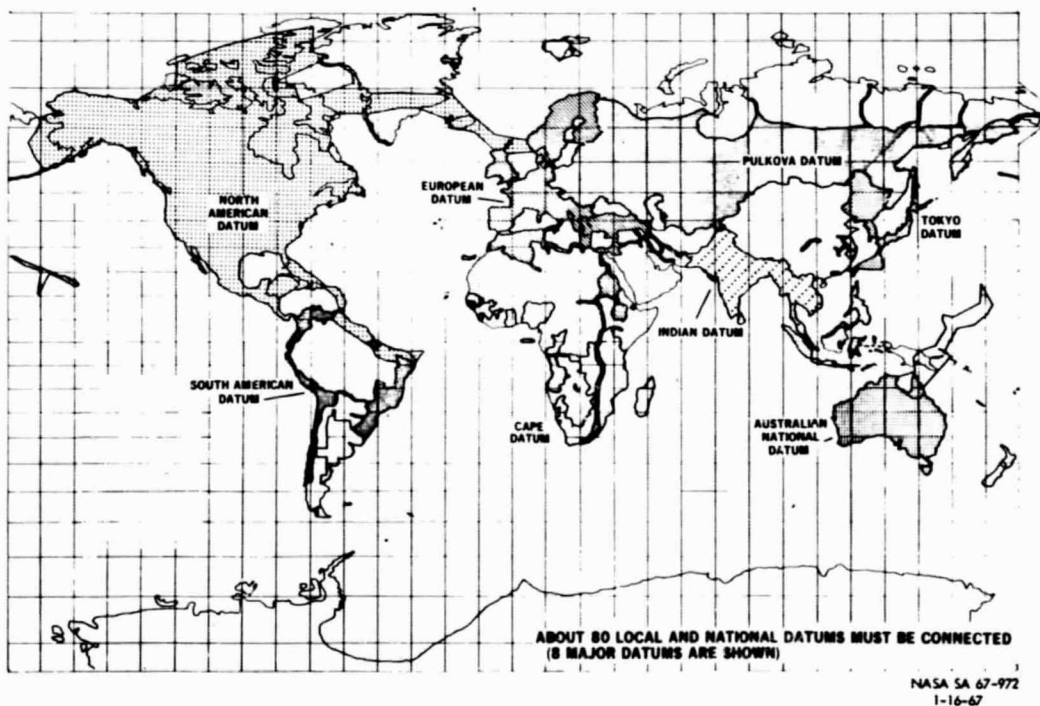 NORTH
AMERICAN
DATUM
EUROPEAN
DATUM
PULKOVA DATUM
TOKYO
DATUM
INDIAN DATUM
SOUTH AMERICAN
DATUM
CAPE
DATUM
AUSTRALIAN
NATIONAL
DATUM
ABOUT 80 LOCAL AND NATIONAL DATUMS MUST BE CONNECTED
(8 MAJOR DATUMS ARE SHOWN)
NASA SA 67-972
1-16-67